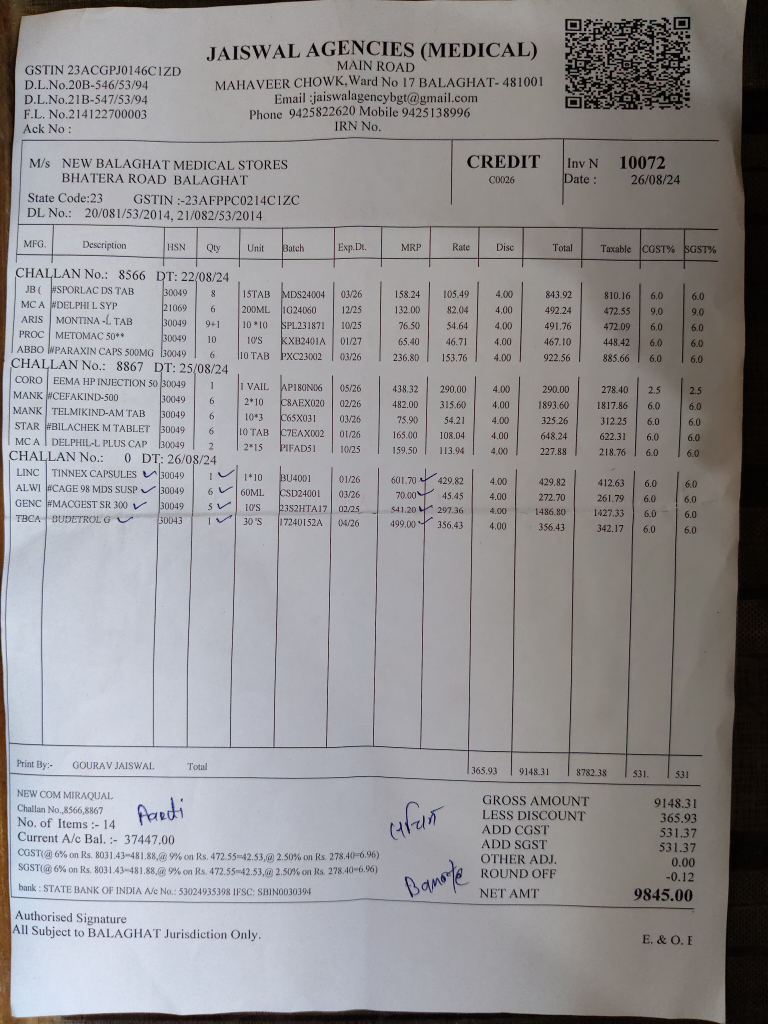 JAISWAL AGENCIES (MEDICAL)
MAIN ROAD
MAHAVEER CHOWK,Ward No 17 BALAGHAT- 481001
Email :jaiswalagencybgt@gmail.com
Phone 9425822620 Mobile 9425138996
IRN No.
GSTIN 23ACGPJ0146C1ZD
D.L.No.20B-546/53/94
D.L.No.21B-547/53/94
F.L. No.214122700003
Ack No :
M/s NEW BALAGHAT MEDICAL STORES
BHATERA ROAD BALAGHAT
State Code:23 GSTIN :-23AFPPC0214C1ZC
DL No.: 20/081/53/2014, 21/082/53/2014
CREDIT
C0026
Inv N 10072
Date : 26/08/24
MFG. Description HSN Qty Unit Batch Exp.Dt. MRP Rate Disc Total Taxable CGST% SGST%
CHALLAN No.: 8566 DT: 22/08/24
JB ( #SPORLAC DS TAB 30049 8 15TAB MDS24004 03/26 158.24 105.49 4.00 843.92 810.16 6.0 6.0
MC A #DELPHI L SYP 21069 6 200ML 1G24060 12/25 132.00 82.04 4.00 492.24 472.55 9.0 9.0
ARIS MONTINA -L TAB 30049 9+1 10 *10 SPL231871 10/25 76.50 54.64 4.00 491.76 472.09 6.0 6.0
PROC METOMAC 50** 30049 10 10'S KXB2401A 01/27 65.40 46.71 4.00 467.10 448.42 6.0 6.0
ABBO #PARAXIN CAPS 500MG 30049 6 10 TAB PXC23002 03/26 236.80 153.76 4.00 922.56 885.66 6.0 6.0
CHALLAN No.: 8867 DT: 25/08/24
CORO EEMA HP INJECTION 50 30049 1 1 VAIL AP180N06 05/26 438.32 290.00 4.00 290.00 278.40 2.5 2.5
MANK #CEFAKIND-500 30049 6 2*10 C8AEX020 02/26 482.00 315.60 4.00 1893.60 1817.86 6.0 6.0
MANK TELMIKIND-AM TAB 30049 6 10*3 C65X031 03/26 75.90 54.21 4.00 325.26 312.25 6.0 6.0
STAR #BILACHEK M TABLET 30049 6 10 TAB C7EAX002 01/26 165.00 108.04 4.00 648.24 622.31 6.0 6.0
MC A DELPHIL-L PLUS CAP 30049 2 2*15 PIFAD51 10/25 159.50 113.94 4.00 227.88 218.76 6.0 6.0
CHALLAN No.: 0 DT: 26/08/24
LINC TINNEX CAPSULES 30049 1 1*10 BU4001 01/26 601.70 429.82 4.00 429.82 412.63 6.0 6.0
ALWI #CAGE 98 MDS SUSP 30049 6 60ML CSD24001 03/26 70.00 45.45 4.00 272.70 261.79 6.0 6.0
GENC #MACGEST SR 300 30049 5 10'S 23S2HTA17 02/25 541.20 297.36 4.00 1486.80 1427.33 6.0 6.0
TBCA BUDETROL G 30043 1 30 'S 17240152A 04/26 499.00 356.43 4.00 356.43 342.17 6.0 6.0
Print By:- GOURAV JAISWAL Total 365.93 9148.31 8782.38 531. 531
NEW COM MIRAQUAL
Challan No.,8566,8867
No. of Items :- 14
Current A/c Bal. :- 37447.00
CGST(@ 6% on Rs. 8031.43=481.88,@ 9% on Rs. 472.55=42.53,@ 2.50% on Rs. 278.40=6.96)
SGST(@ 6% on Rs. 8031.43=481.88,@ 9% on Rs. 472.55=42.53,@ 2.50% on Rs. 278.40=6.96)
bank : STATE BANK OF INDIA A/c No.: 53024935398 IFSC: SBIN0030394
GROSS AMOUNT 9148.31
LESS DISCOUNT 365.93
ADD CGST 531.37
ADD SGST 531.37
OTHER ADJ. 0.00
ROUND OFF -0.12
NET AMT 9845.00
Authorised Signature
All Subject to BALAGHAT Jurisdiction Only.
E. & O. E